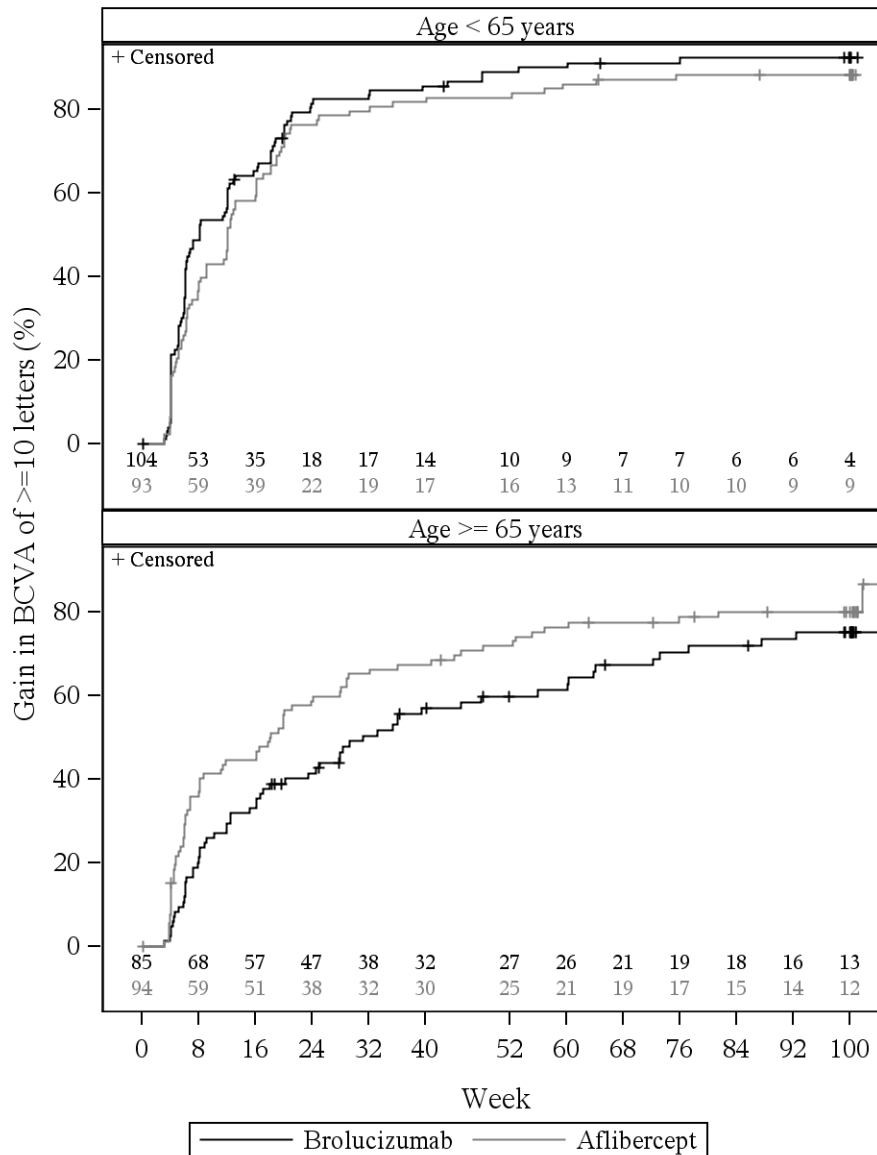 Age < 65 years
+ Censored
80
60
40
20
0
104 53 35 18 17 14 10 9 7 7 6 6 4
93 59 39 22 19 17 16 13 11 10 10 9 9
Gain in BCVA of >=10 letters (%)
Age >= 65 years
+ Censored
80
60
40
20
0
85 68 57 47 38 32 27 26 21 19 18 16 13
94 59 51 38 32 30 25 21 19 17 15 14 12
0 8 16 24 32 40 52 60 68 76 84 92 100
Week
Brolucizumab Aflibercept